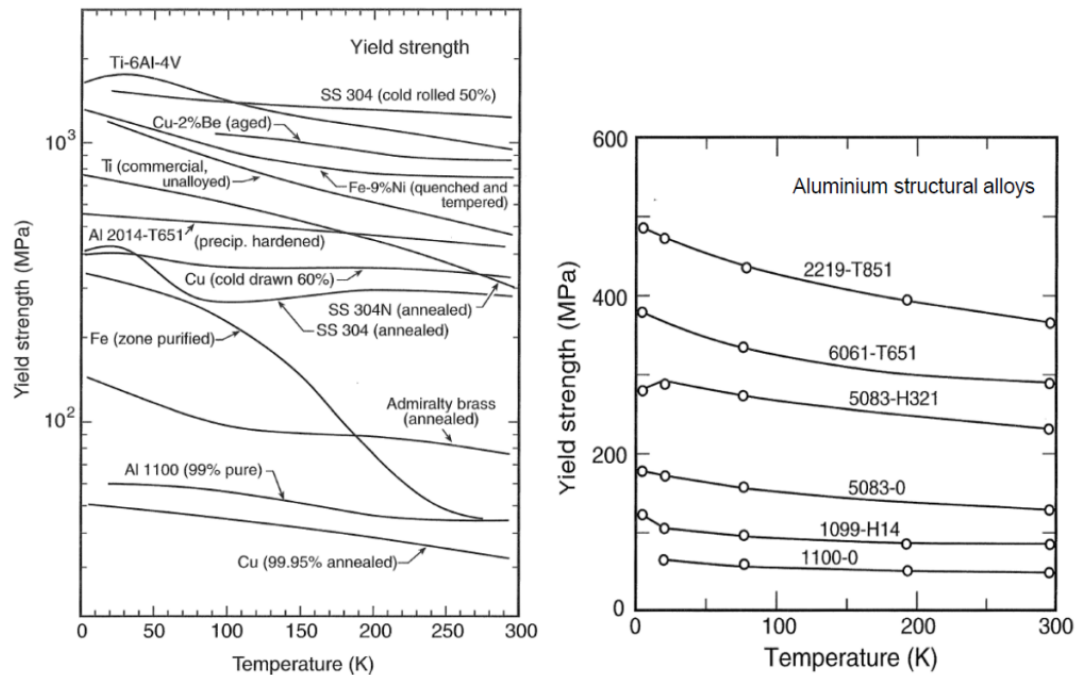 Yield strength
Ti-6Al-4V
SS 304 (cold rolled 50%)
Cu-2%Be (aged)
Ti (commercial,
unalloyed)
Fe-9%Ni (quenched and
tempered)
Al 2014-T651
(precip. hardened)
Cu (cold drawn 60%)
SS 304N (annealed)
SS 304 (annealed)
Fe (zone purified)
Admiralty brass
(annealed)
Al 1100 (99% pure)
Cu (99.95% annealed)
10³
10²
Yield strength (MPa)
0 50 100 150 200 250 300
Temperature (K)
Aluminium structural alloys
2219-T851
6061-T651
5083-H321
5083-0
1099-H14
1100-0
600
400
200
0
Yield strength (MPa)
100 200 300
Temperature (K)